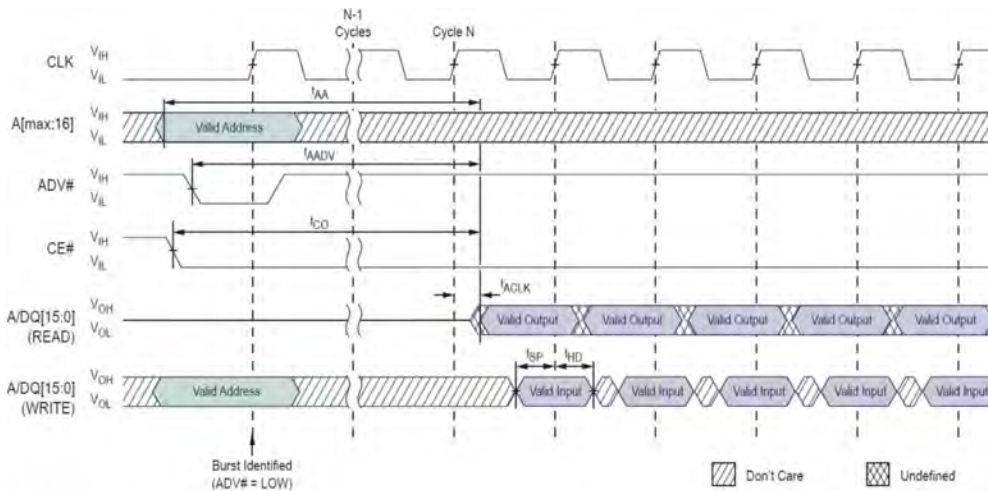 N-1
Cycles
Cycle N
CLK
VIH
VIL
tAA
A[max:16]
VIH
VIL
Valid Address
tAADV
ADV#
VIH
VIL
tCO
CE#
VIH
VIL
tACLK
A/DQ[15:0]
(READ)
VOH
VOL
Valid Output
Valid Output
Valid Output
Valid Output
Valid Output
tSP
tHD
A/DQ[15:0]
(WRITE)
VOH
VOL
Valid Address
Valid Input
Valid Input
Valid Input
Valid Input
Valid Input
Burst Identified
(ADV# = LOW)
Don't Care
Undefined